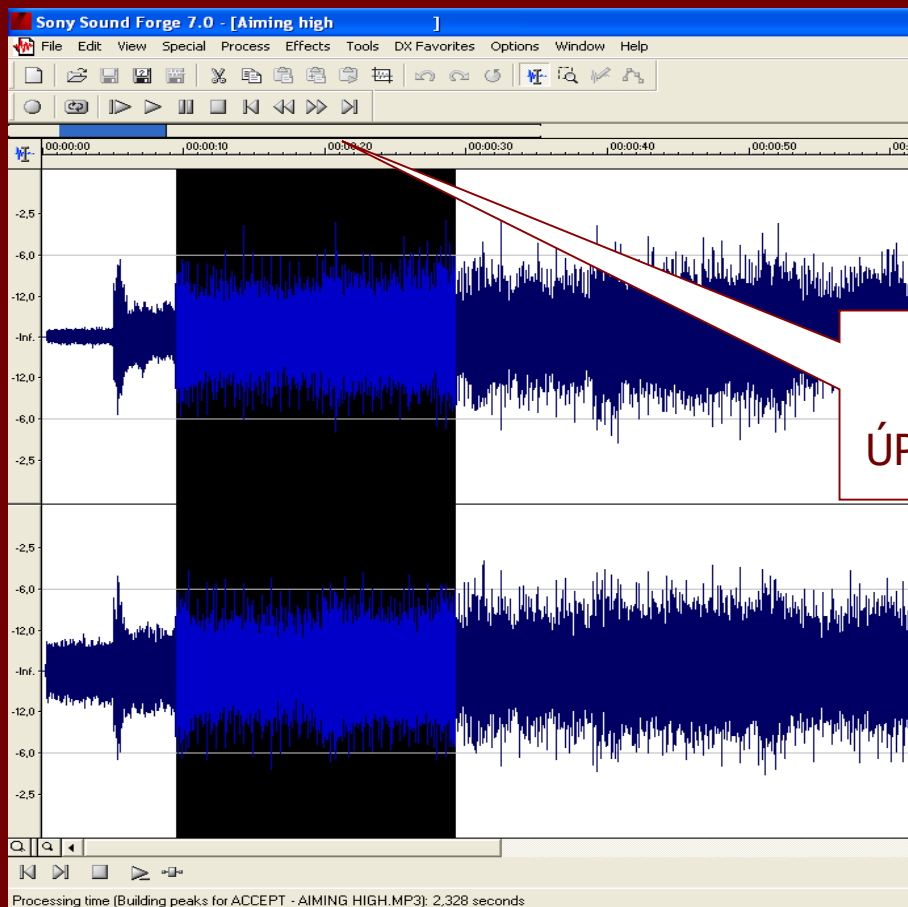 Sony Sound Forge 7.0 - [Aiming high ]
File Edit View Special Process Effects Tools DX Favorites Options Window Help
00:00:00 00:00:10 00:00:20 00:00:30 00:00:40 00:00:50 00:
-2,5
-6,0
-12,0
-Inf.
-12,0
-6,0
-2,5
ÚP
-2,5
-6,0
-12,0
-Inf.
-12,0
-6,0
-2,5
Processing time (Building peaks for ACCEPT - AIMING HIGH.MP3): 2,328 seconds